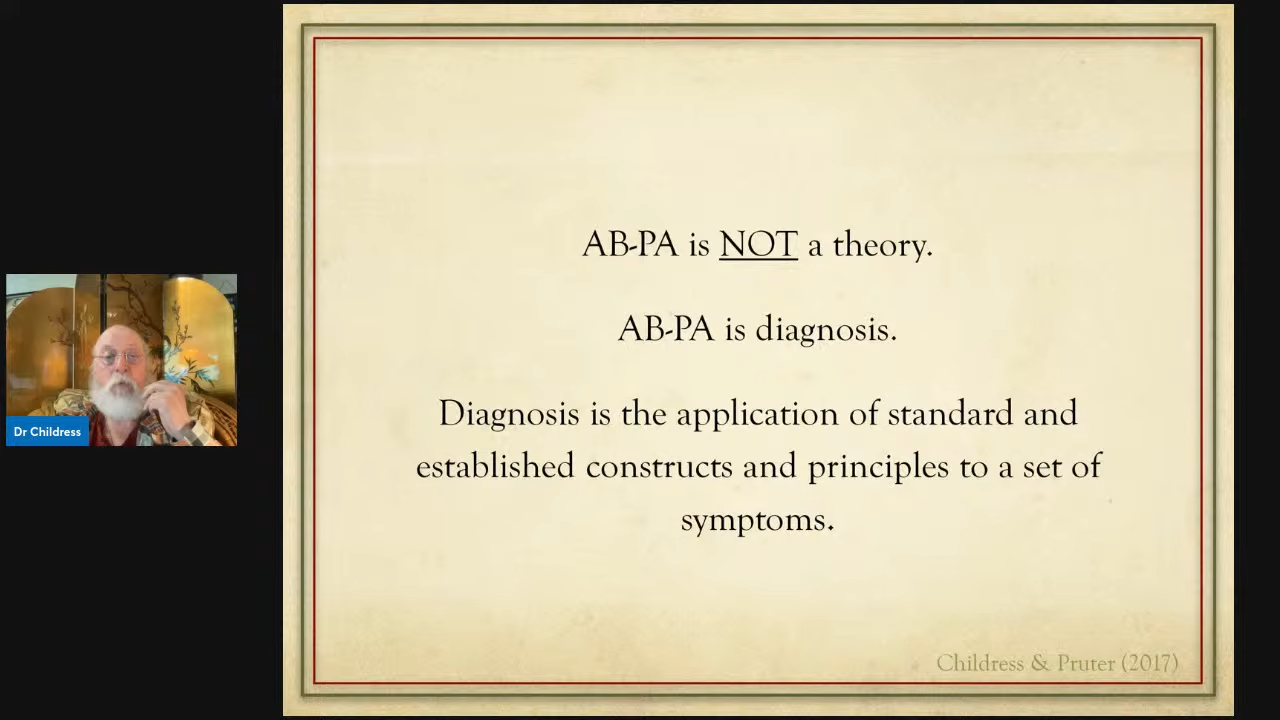 AB-PA is NOT a theory.
AB-PA is diagnosis.
Diagnosis is the application of standard and
established constructs and principles to a set of
symptoms.
Dr Childress
Childress & Pruter (2017)